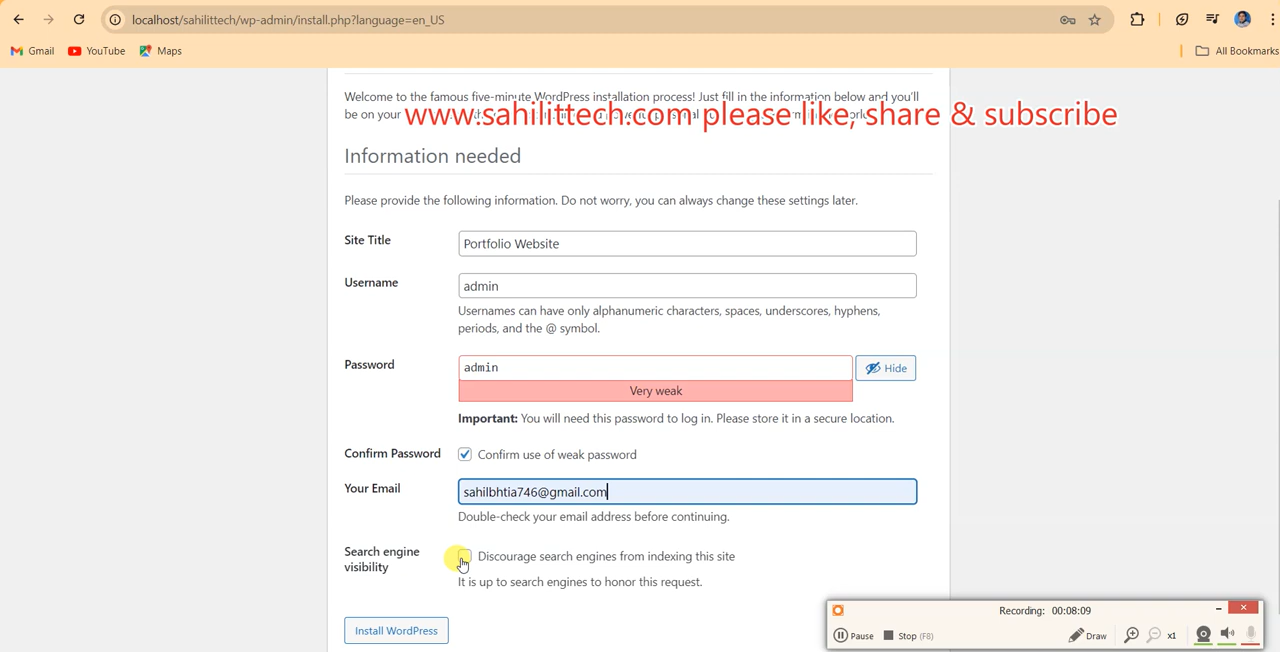 localhost/sahilittech/wp-admin/install.php?language=en_US
Gmail
YouTube
Maps
All Bookmarks
Welcome to the famous five-minute WordPress installation process! Just fill in the information below and you'll
be on your
www.sahilittech.com please like, share & subscribe
Information needed
Please provide the following information. Do not worry, you can always change these settings later.
Site Title
Portfolio Website
Username
admin
Usernames can have only alphanumeric characters, spaces, underscores, hyphens,
periods, and the @ symbol.
Password
admin
Hide
Very weak
Important: You will need this password to log in. Please store it in a secure location.
Confirm Password
Confirm use of weak password
Your Email
sahilbhtia746@gmail.com
Double-check your email address before continuing.
Search engine
visibility
Discourage search engines from indexing this site
It is up to search engines to honor this request.
Install WordPress
Recording: 00:08:09
Pause
Stop (F8)
Draw
x1